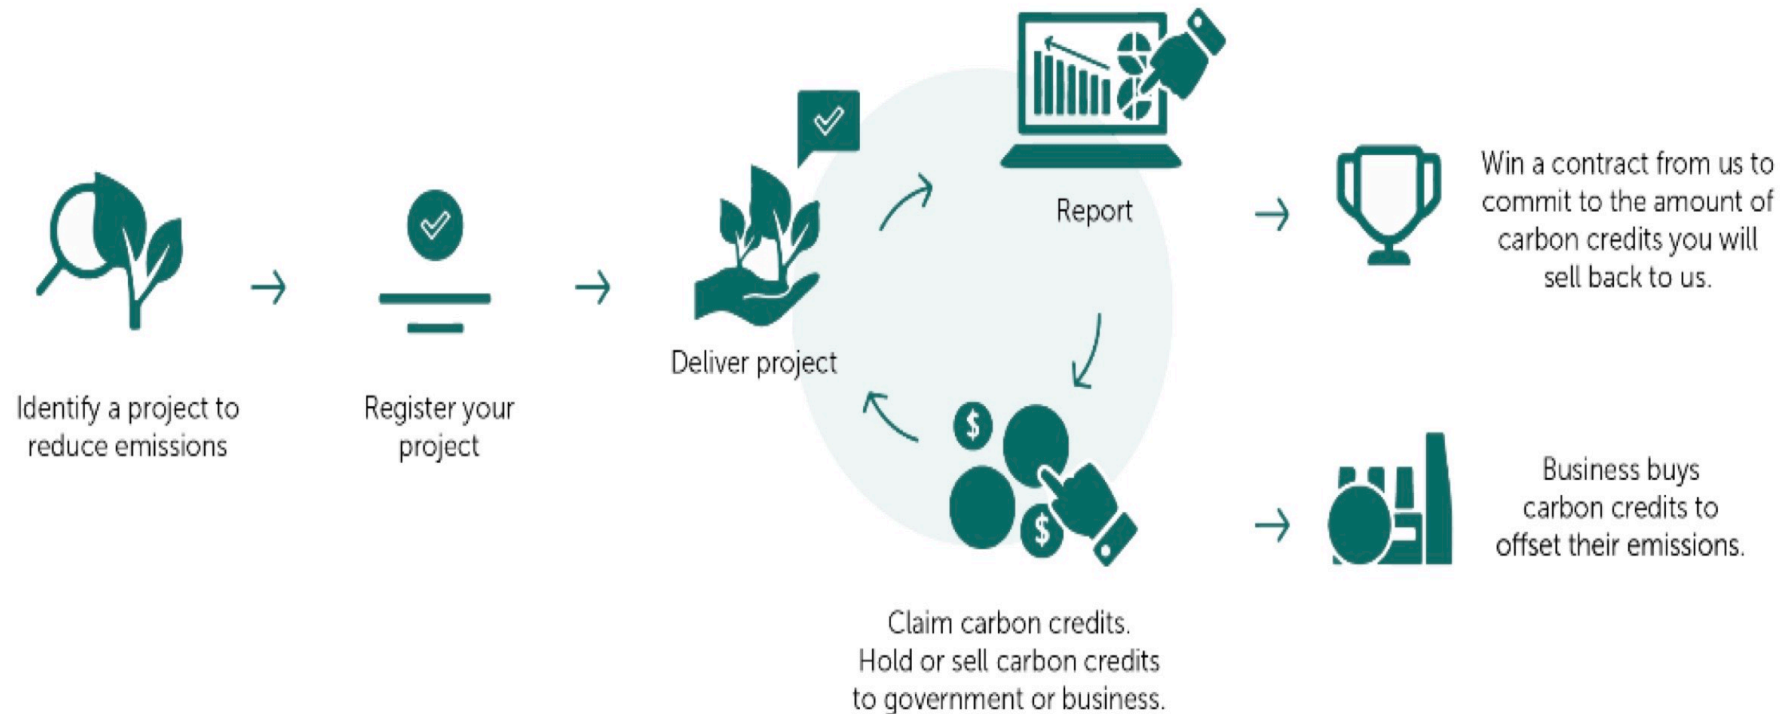 Identify a project to
reduce emissions
Register your
project
Deliver project
Report
$
$
Claim carbon credits.
Hold or sell carbon credits
to government or business.
Win a contract from us to
commit to the amount of
carbon credits you will
sell back to us.
Business buys
carbon credits to
offset their emissions.